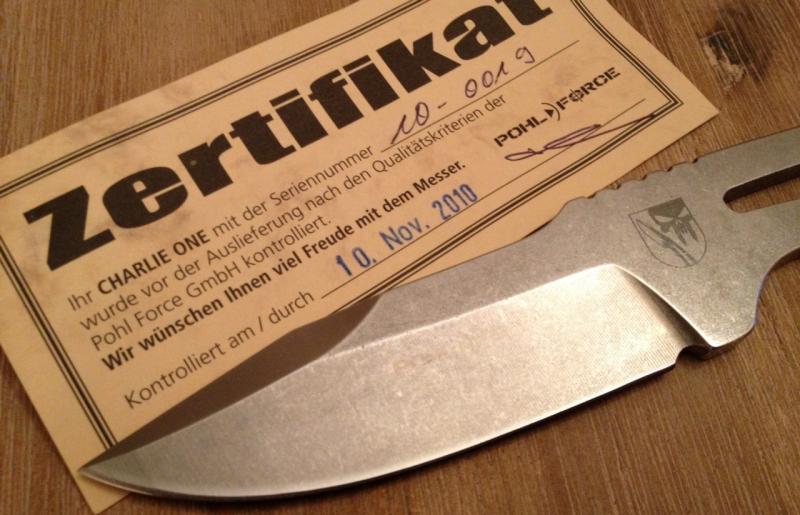 Zertifikat
Ihr CHARLIE ONE mit der Seriennummer 10-0019
wurde vor der Auslieferung nach den Qualitätskriterien der
Pohl Force GmbH kontrolliert.
POHL FORCE
Wir wünschen Ihnen viel Freude mit dem Messer.
Kontrolliert am / durch 10. Nov. 2010